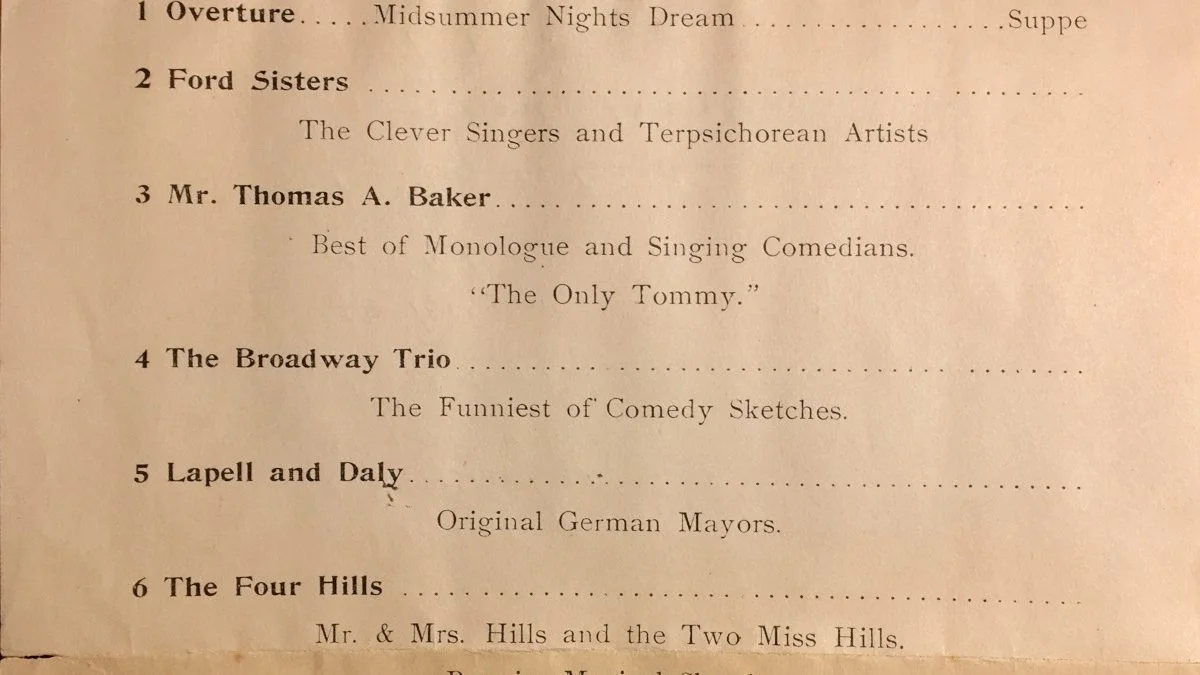 1 Overture.....Midsummer Nights Dream..................Suppe
2 Ford Sisters ........................................
The Clever Singers and Terpsichorean Artists
3 Mr. Thomas A. Baker.................................
Best of Monologue and Singing Comedians.
“The Only Tommy.”
4 The Broadway Trio...................................
The Funniest of Comedy Sketches.
5 Lapell and Daly.....................................
Original German Mayors.
6 The Four Hills ......................................
Mr. & Mrs. Hills and the Two Miss Hills.